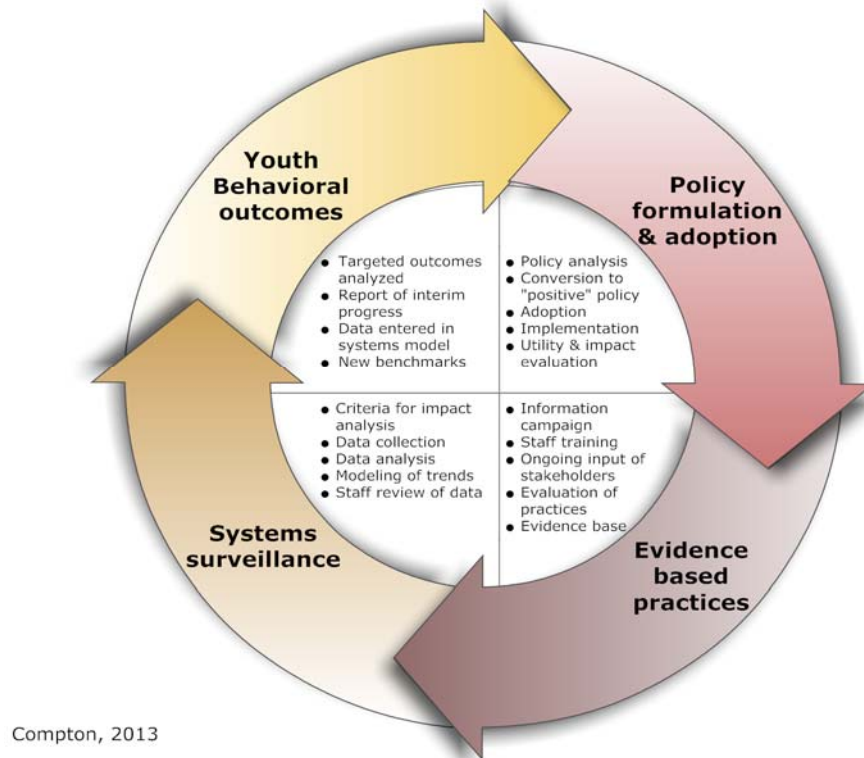 Youth
Behavioral
outcomes
Policy
formulation
& adoption
● Targeted outcomes
analyzed
● Report of interim
progress
● Data entered in
systems model
● New benchmarks
● Policy analysis
● Conversion to
"positive" policy
● Adoption
● Implementation
● Utility & impact
evaluation
● Criteria for impact
analysis
● Data collection
● Data analysis
● Modeling of trends
● Staff review of data
● Information
campaign
● Staff training
● Ongoing input of
stakeholders
● Evaluation of
practices
● Evidence base
Systems
surveillance
Evidence
based
practices
Compton, 2013